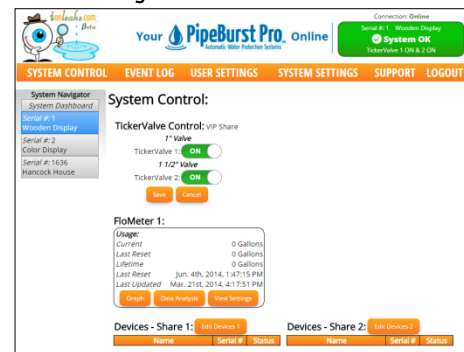 fonleaks.com
Beta
Your PipeBurst Pro Online
Automatic Water Protection Systems
Connection: Online
Serial #: 1 Wooden Display
System OK
TickerValve 1 ON & 2 ON
SYSTEM CONTROL EVENT LOG USER SETTINGS SYSTEM SETTINGS SUPPORT LOGOUT
System Navigator
System Dashboard
Serial #: 1
Wooden Display
Serial #: 2
Color Display
Serial #: 1636
Hancock House
System Control:
TickerValve Control: VIP Share
1" Valve
TickerValve 1: ON
1 1/2" Valve
TickerValve 2: ON
Save Cancel
FloMeter 1:
Usage:
Current 0 Gallons
Last Reset 0 Gallons
Lifetime 0 Gallons
Last Reset Jun. 4th, 2014, 1:47:15 PM
Last Updated Mar. 21st, 2014, 4:17:51 PM
Graph Data Analysis View Settings
Devices - Share 1: Edit Devices 1 Devices - Share 2: Edit Devices 2
Name Serial # Status Name Serial # Status